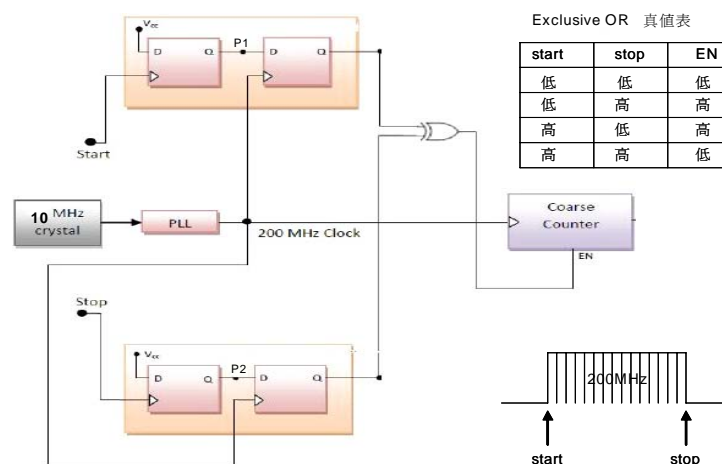 Exclusive OR 真値表
start stop EN
低 低 低
低 高 高
高 低 高
高 高 低
Vcc
D Q P1 D Q
Start
10 MHz
crystal
PLL
200 MHz Clock
Coarse
Counter
EN
Stop
Vcc
D Q P2 D Q
200MHz
start stop